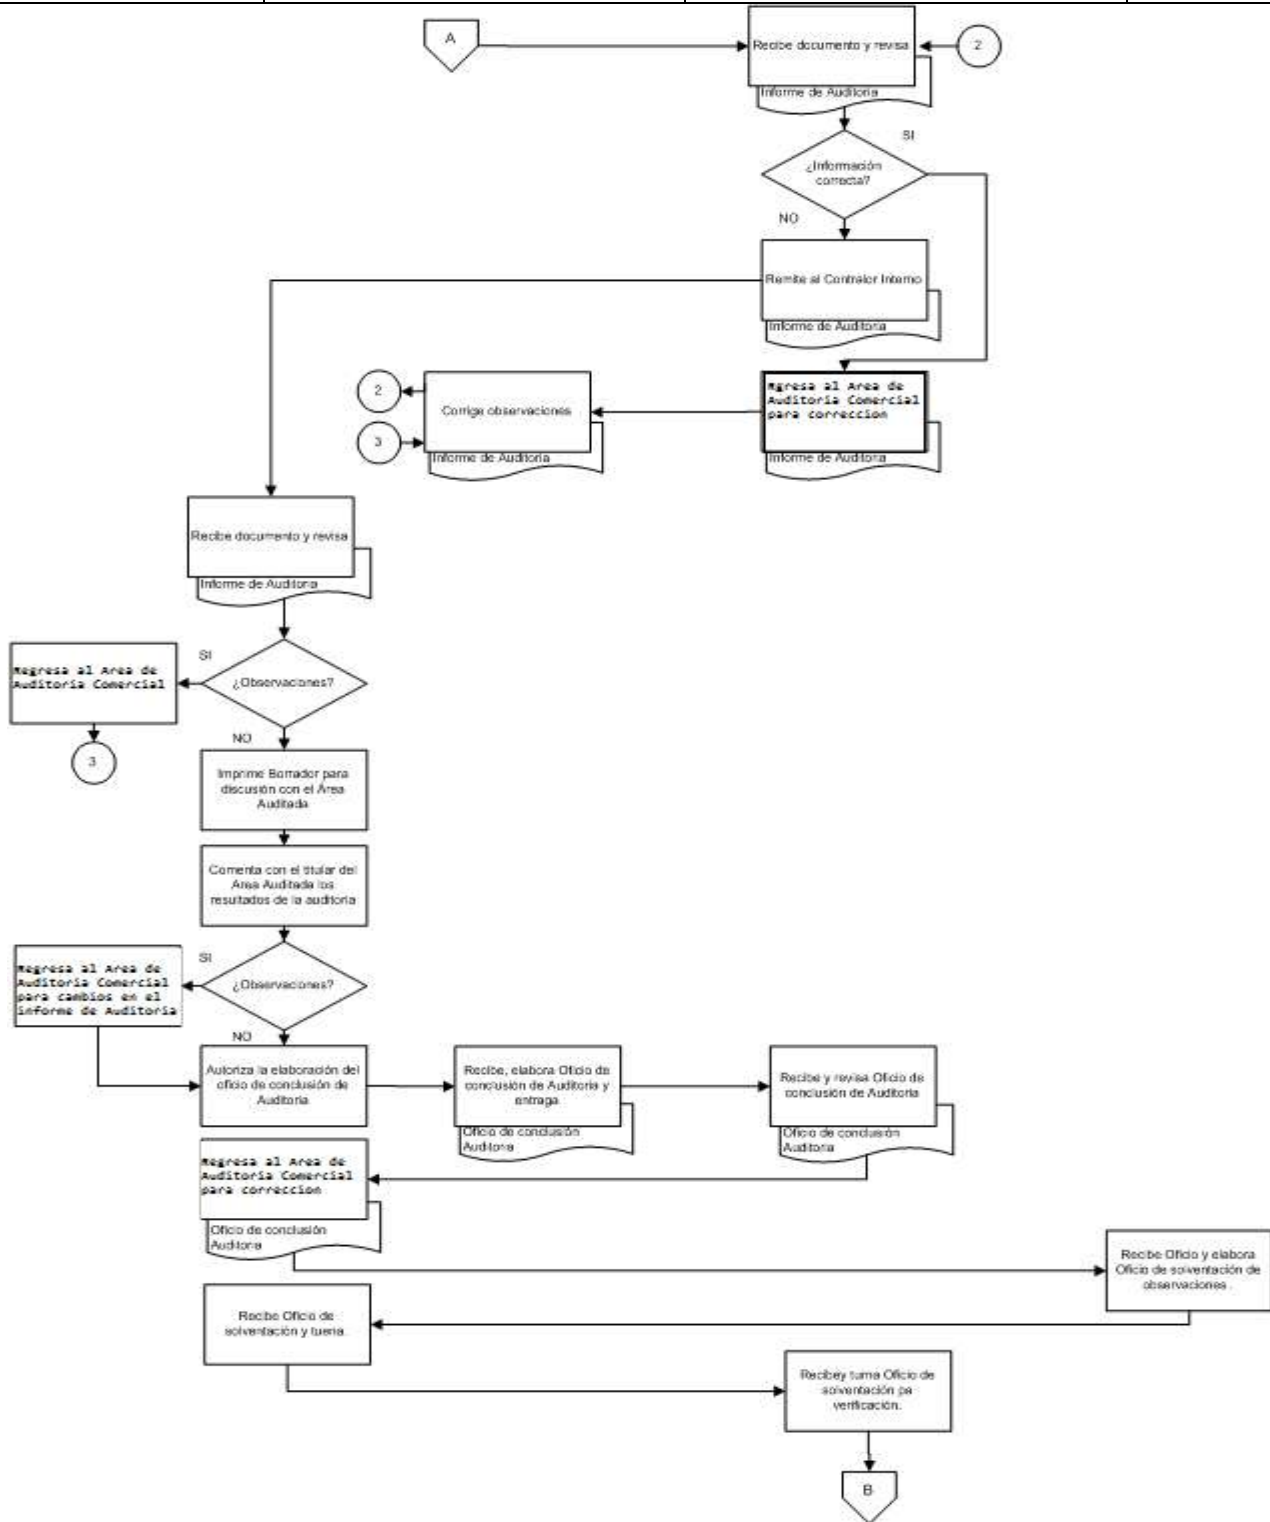 A
Recibe documento y revisa
2
Informe de Auditoria
SI
¿Información
correcta?
NO
Remite al Contralor Interno
Informe de Auditoria
2
Corrige observaciones
3
Informe de Auditoria
Rgresa al Area de
Auditoria Comercial
para correccion
Informe de Auditoria
Recibe documento y revisa
Informe de Auditoria
SI
Regresa al Area de
Auditoria Comercial
¿Observaciones?
3
NO
Imprime Borrador para
discusión con el Área
Auditada
Comenta con el titular del
Area Auditada los
resultados de la auditoria
SI
Regresa al Area de
Auditoria Comercial
para cambios en el
informe de Auditoria
¿Observaciones?
NO
Autoriza la elaboración del
oficio de conclusión de
Auditoria
Recibe, elabora Oficio de
conclusión de Auditoria y
entraga
Oficio de conclusión
Auditoria
Recibe y revisa Oficio de
conclusión de Auditoria
Oficio de conclusión
Auditoria
Regresa al Area de
Auditoria Comercial
para correccion
Oficio de conclusión
Auditoria
Recibe Oficio y elabora
Oficio de solventación de
observaciones .
Recibe Oficio de
solventación y
Recibey turna Oficio de
solventación pa
verificación.
B